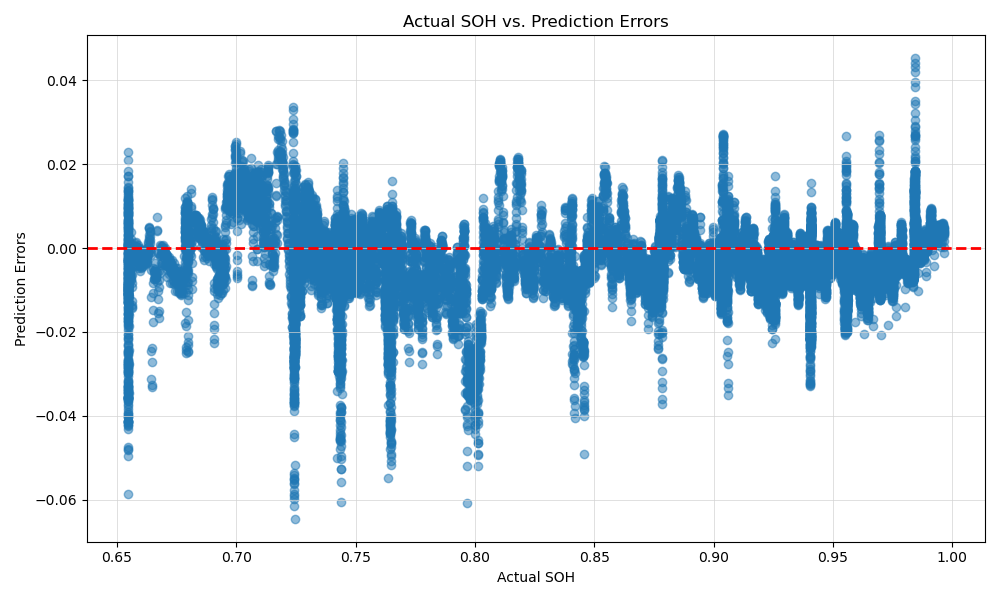 Actual SOH vs. Prediction Errors
Prediction Errors
0.04
0.02
0.00
−0.02
−0.04
−0.06
0.65 0.70 0.75 0.80 0.85 0.90 0.95 1.00
Actual SOH